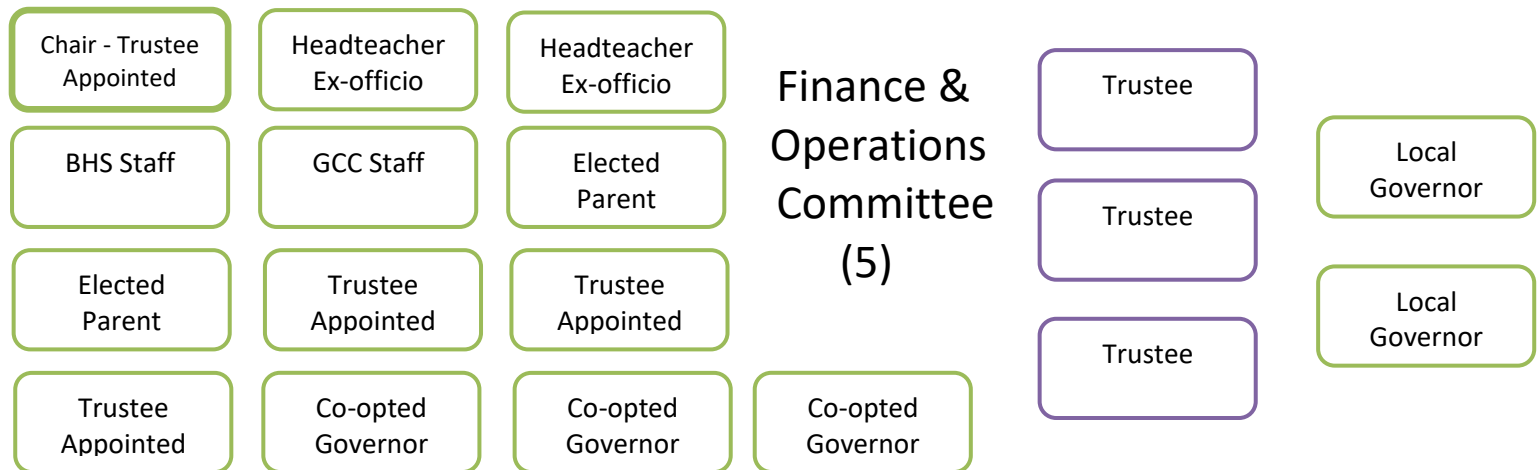 Chair - Trustee
Appointed
Headteacher
Ex-officio
Headteacher
Ex-officio
BHS Staff
GCC Staff
Elected
Parent
Elected
Parent
Trustee
Appointed
Trustee
Appointed
Trustee
Appointed
Co-opted
Governor
Co-opted
Governor
Co-opted
Governor
Finance &
Operations
Committee
(5)
Trustee
Trustee
Trustee
Local
Governor
Local
Governor